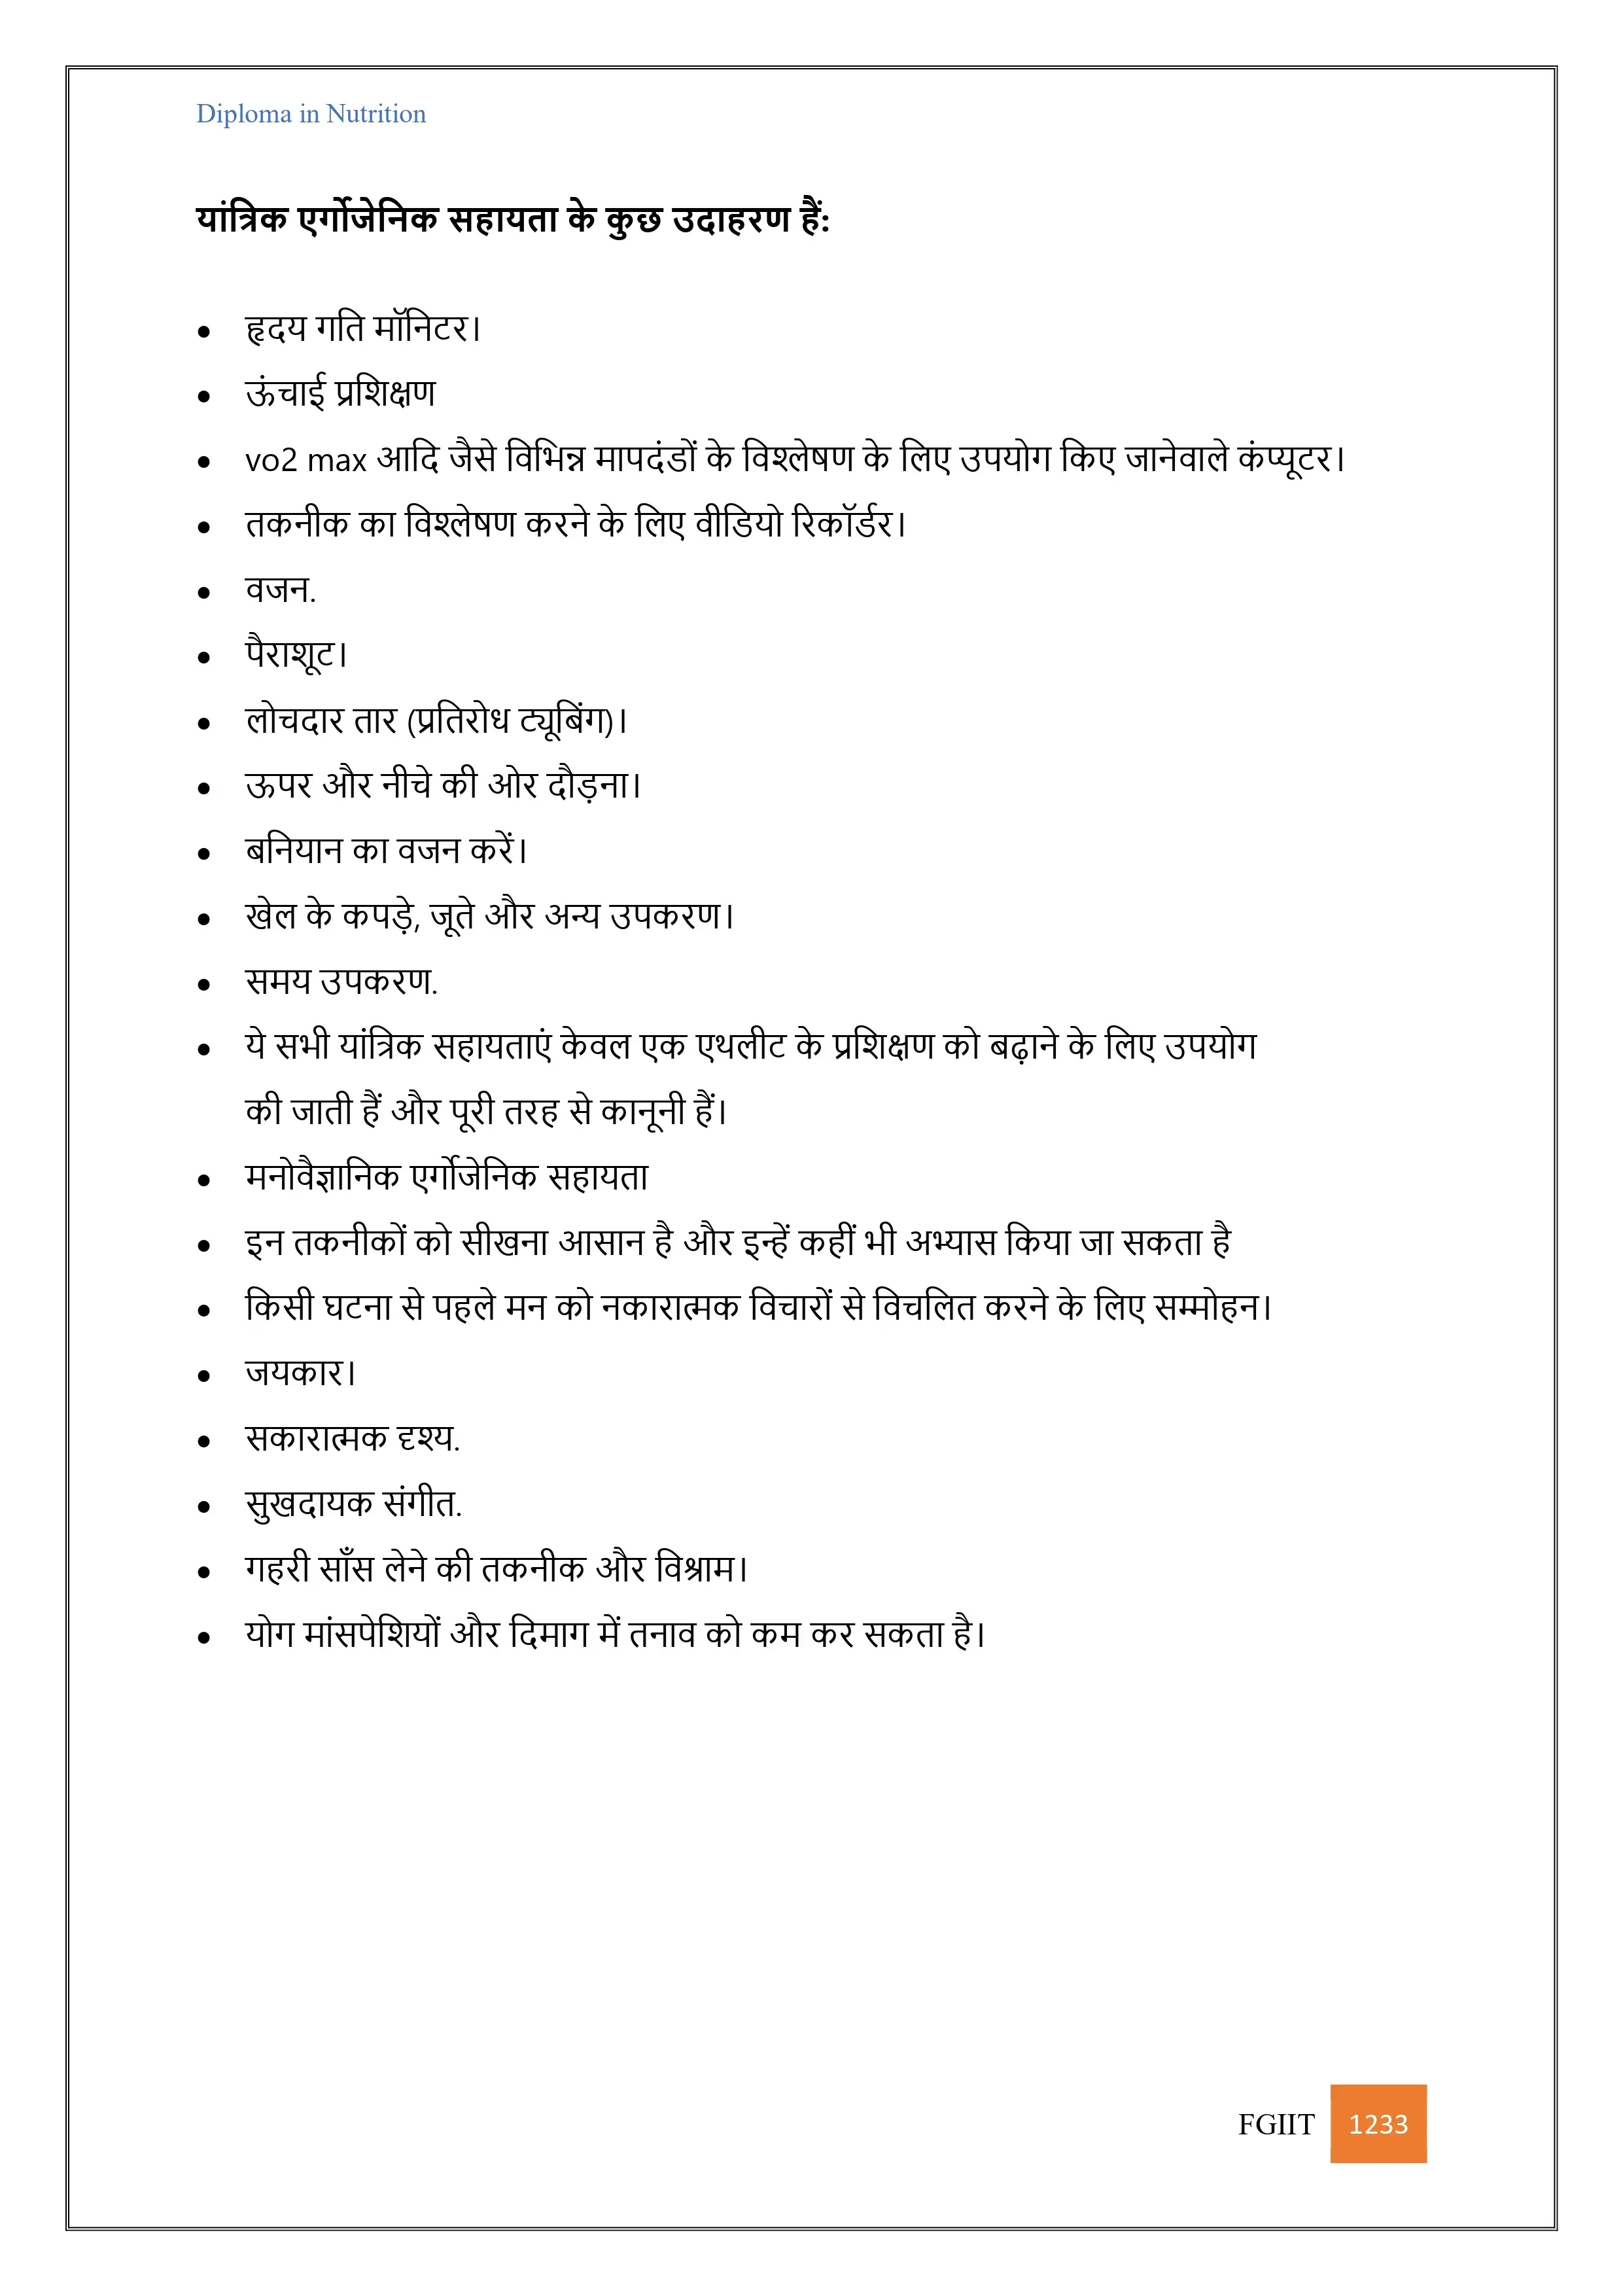 Diploma in Nutrition
यांत्रिक एर्गोजेनिक सहायता के कुछ उदाहरण हैं:
• हृदय गति मॉनिटर।
• ऊंचाई प्रशिक्षण
• vo2 max आदि जैसे विभिन्न मापदंडों के विश्लेषण के लिए उपयोग किए जानेवाले कंप्यूटर।
• तकनीक का विश्लेषण करने के लिए वीडियो रिकॉर्डर।
• वजन.
• पैराशूट।
• लोचदार तार (प्रतिरोध ट्यूबिंग)।
• ऊपर और नीचे की ओर दौड़ना।
• बनियान का वजन करें।
• खेल के कपड़े, जूते और अन्य उपकरण।
• समय उपकरण.
• ये सभी यांत्रिक सहायताएं केवल एक एथलीट के प्रशिक्षण को बढ़ाने के लिए उपयोग
की जाती हैं और पूरी तरह से कानूनी हैं।
• मनोवैज्ञानिक एर्गोजेनिक सहायता
• इन तकनीकों को सीखना आसान है और इन्हें कहीं भी अभ्यास किया जा सकता है
• किसी घटना से पहले मन को नकारात्मक विचारों से विचलित करने के लिए सम्मोहन।
• जयकार।
• सकारात्मक दृश्य.
• सुखदायक संगीत.
• गहरी साँस लेने की तकनीक और विश्राम।
• योग मांसपेशियों और दिमाग में तनाव को कम कर सकता है।
FGIIT 1233